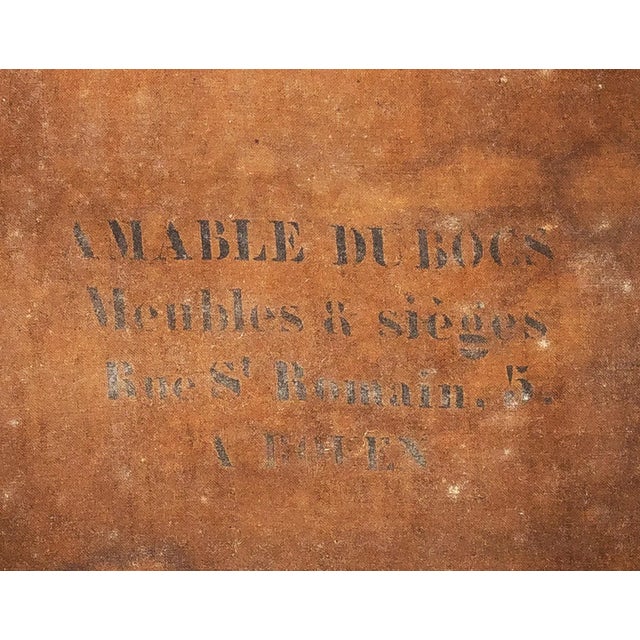 AMABLE DUBOCS
Meubles & sièges
Rue St Romain. 5.
A ROUEN